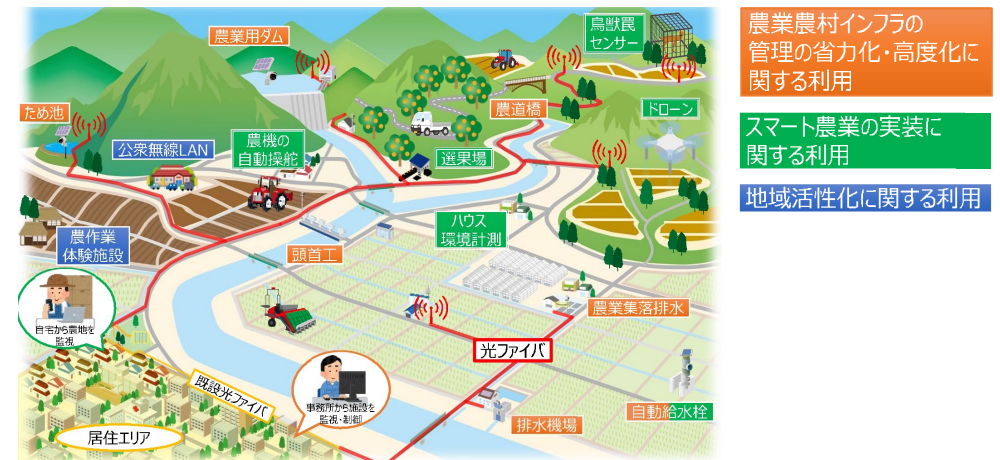 農業用ダム
鳥獣罠
センサー
ため池
公衆無線LAN
農機の
自動操舵
選果場
農道橋
ドローン
農作業
体験施設
頭首工
ハウス
環境計測
自宅から農地を
監視
農業集落排水
光ファイバ
既設光ファイバ
事務所から施設を
監視・制御
排水機場
自動給水栓
居住エリア
農業農村インフラの
管理の省力化・高度化に
関する利用
スマート農業の実装に
関する利用
地域活性化に関する利用